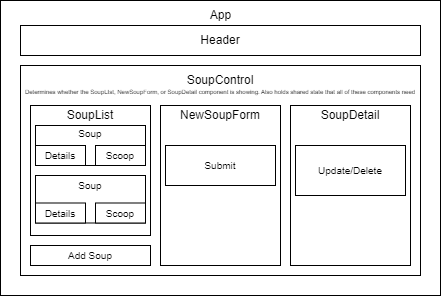 App
Header
SoupControl
Determines whether the SoupList, NewSoupForm, or SoupDetail component is showing. Also holds shared state that all of these components need
SoupList
Soup
Details Scoop
Soup
Details Scoop
Add Soup
NewSoupForm
Submit
SoupDetail
Update/Delete